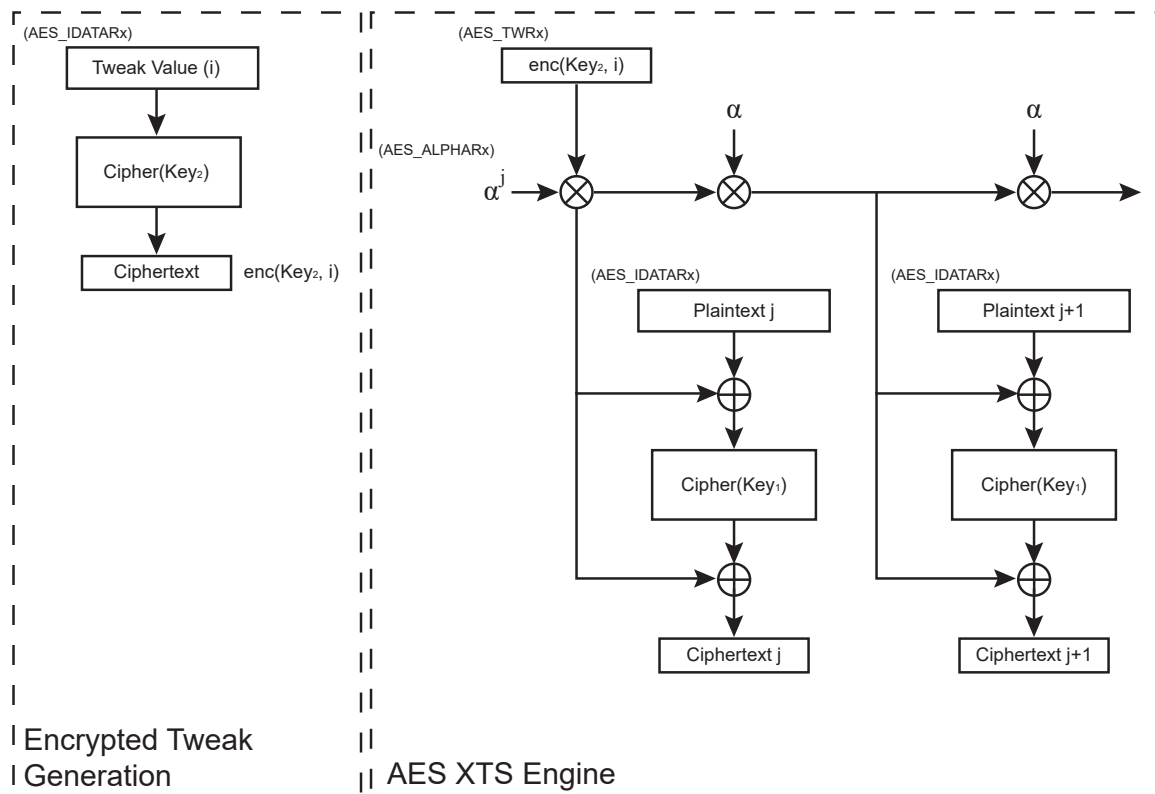 (AES_IDATARx)
Tweak Value (i)
Cipher(Key₂)
Ciphertext
enc(Key₂, i)
Encrypted Tweak
Generation
(AES_TWRx)
enc(Key₂, i)
(AES_ALPHARx)
αʲ
α
α
(AES_IDATARx)
Plaintext j
Cipher(Key₁)
Ciphertext j
(AES_IDATARx)
Plaintext j+1
Cipher(Key₁)
Ciphertext j+1
AES XTS Engine